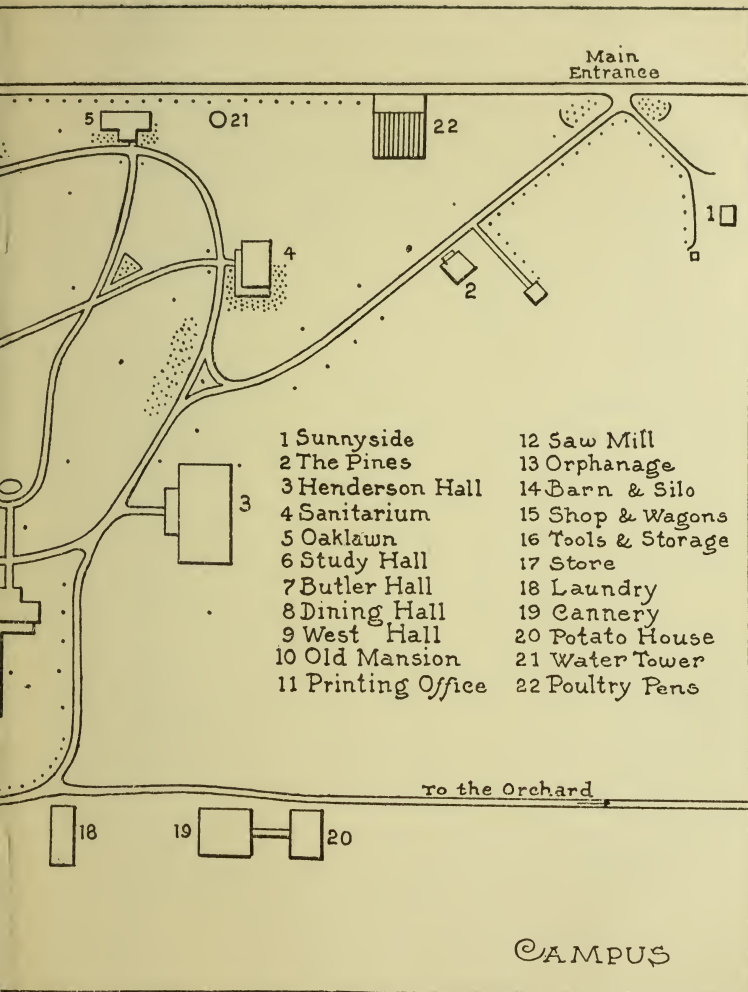 Main
Entrance
5
21
22
1
4
2
1 Sunnyside
2 The Pines
3 Henderson Hall
4 Sanitarium
5 Oaklawn
6 Study Hall
7 Butler Hall
8 Dining Hall
9 West Hall
10 Old Mansion
11 Printing Office
12 Saw Mill
13 Orphanage
14 Barn & Silo
15 Shop & Wagons
16 Tools & Storage
17 Store
18 Laundry
19 Cannery
20 Potato House
21 Water Tower
22 Poultry Pens
3
To the Orchard
18
19
20
CAMPUS